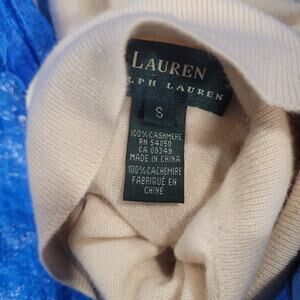 LAUREN
LPH LAUREN
S
100% CASHMERE
RN 54050
CA 08349
MADE IN CHINA
100% CACHEMIRE
FABRIQUÉ EN
CHINE